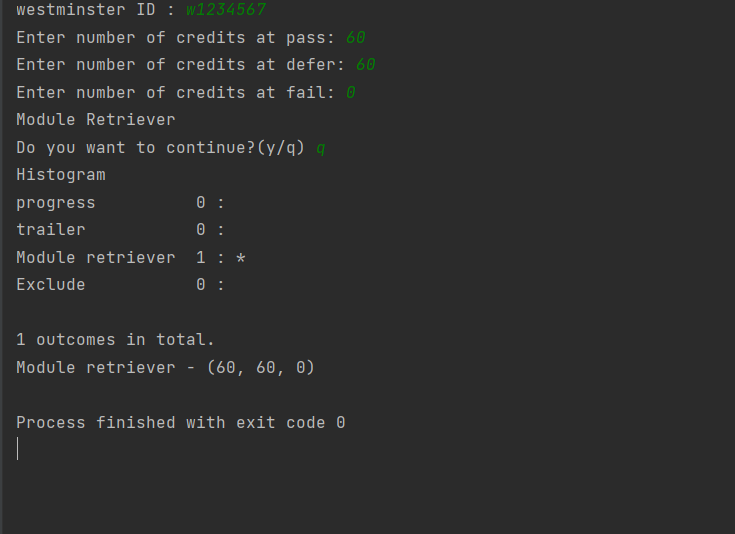 westminster ID : w1234567
Enter number of credits at pass: 60
Enter number of credits at defer: 60
Enter number of credits at fail: 0
Module Retriever
Do you want to continue?(y/q) q
Histogram
progress          0 :
trailer           0 :
Module retriever  1 : *
Exclude           0 :

1 outcomes in total.
Module retriever - (60, 60, 0)

Process finished with exit code 0